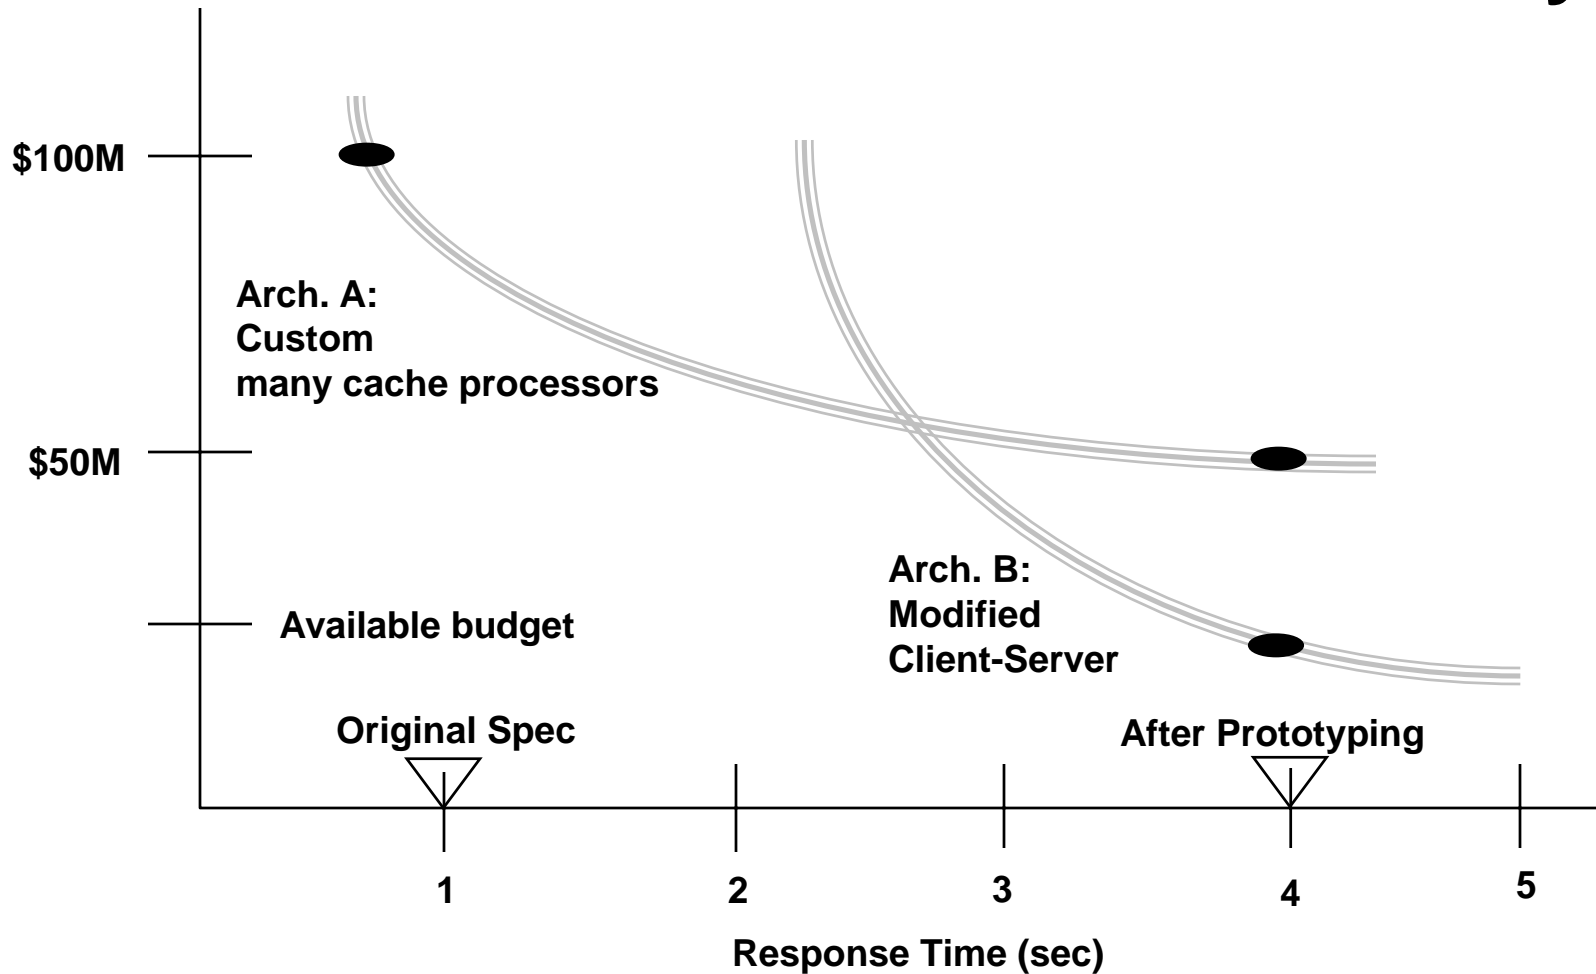 $100M
Arch. A:
Custom
many cache processors
$50M
Arch. B:
Modified
Client-Server
Available budget
Original Spec
After Prototyping
1
2
3
4
5
Response Time (sec)